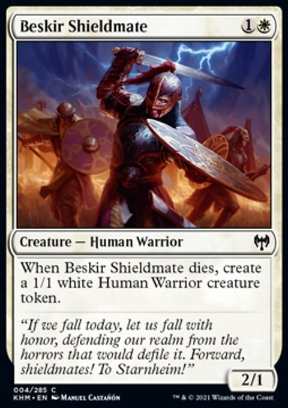 Beskir Shieldmate 1
Creature — Human Warrior
When Beskir Shieldmate dies, create
a 1/1 white Human Warrior creature
token.
"If we fall today, let us fall with
honor, defending our realm from the
horrors that would defile it. Forward,
shieldmates! To Starnheim!"
2/1
004/285 C
KHM • EN MANUEL CASTAÑÓN
™ & © 2021 Wizards of the Coast